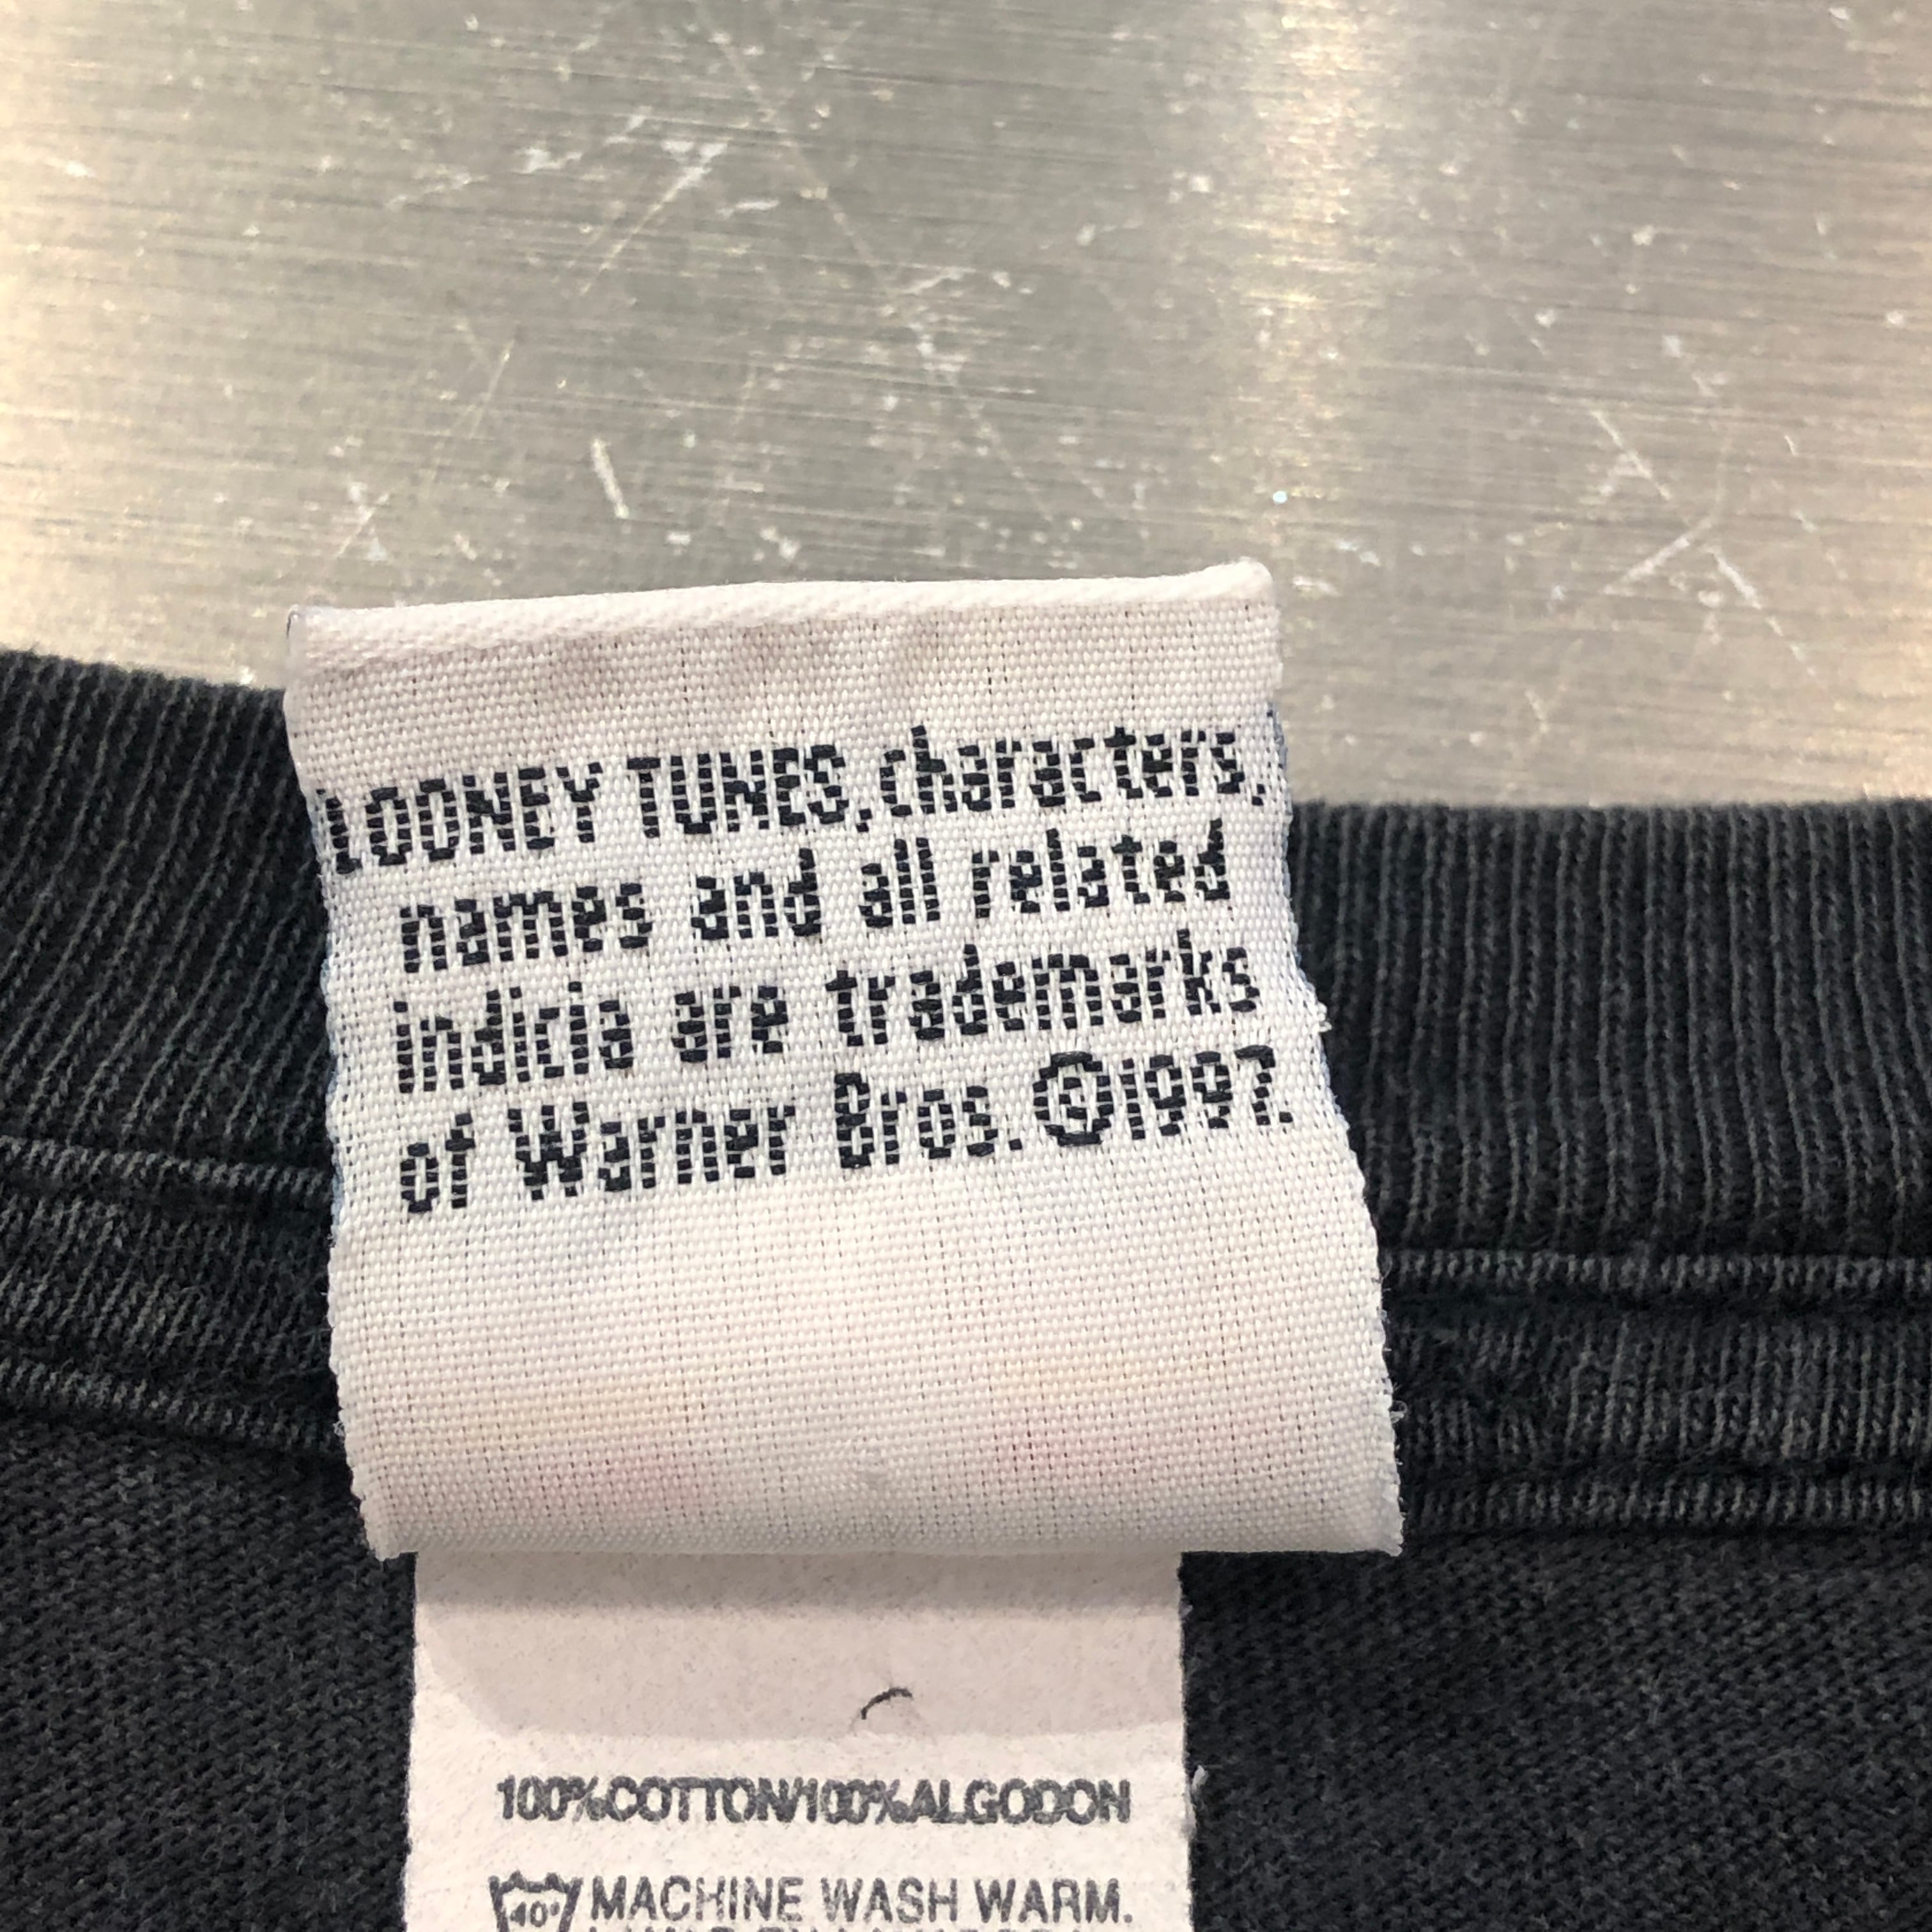 LOONEY TUNES, characters,
names and all related
indicia are trademarks
of Warner Bros. ©1997.
100%COTTON/100%ALGODON
40° MACHINE WASH WARM.